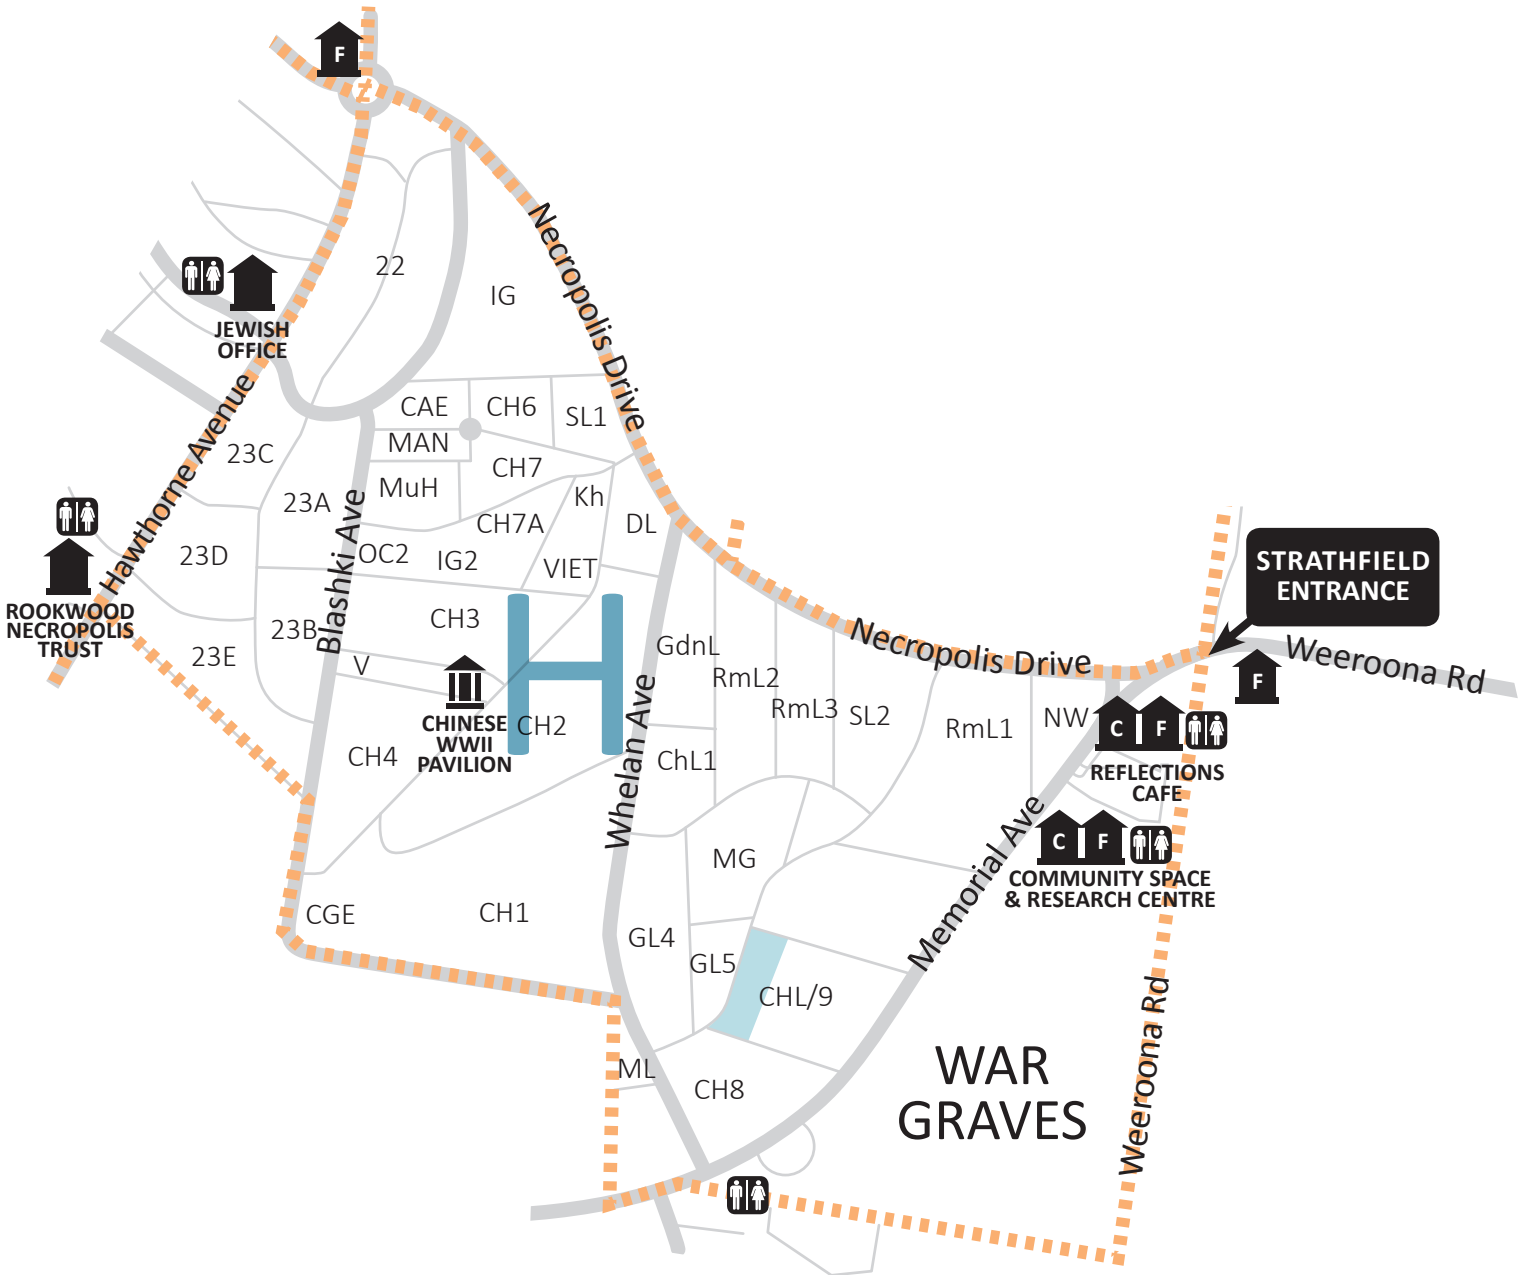 F
Necropolis Drive
22
IG
JEWISH
OFFICE
CAE
CH6
SL1
MAN
23C
CH7
MuH
Hawthorne Avenue
23A
Kh
Blashki Ave
CH7A
DL
OC2
IG2
23D
VIET
STRATHFIELD
ENTRANCE
ROOKWOOD
NECROPOLIS
TRUST
CH3
23B
H
GdnL
Necropolis Drive
Weeroona Rd
23E
V
RmL2
F
RmL3
SL2
NW
RmL1
C
F
CHINESE
WWII
PAVILION
CH2
CH4
Whelan Ave
ChL1
REFLECTIONS
CAFE
MG
C
F
Memorial Ave
COMMUNITY SPACE
& RESEARCH CENTRE
CGE
CH1
GL4
GL5
CHL/9
Weeroona Rd
ML
CH8
WAR
GRAVES